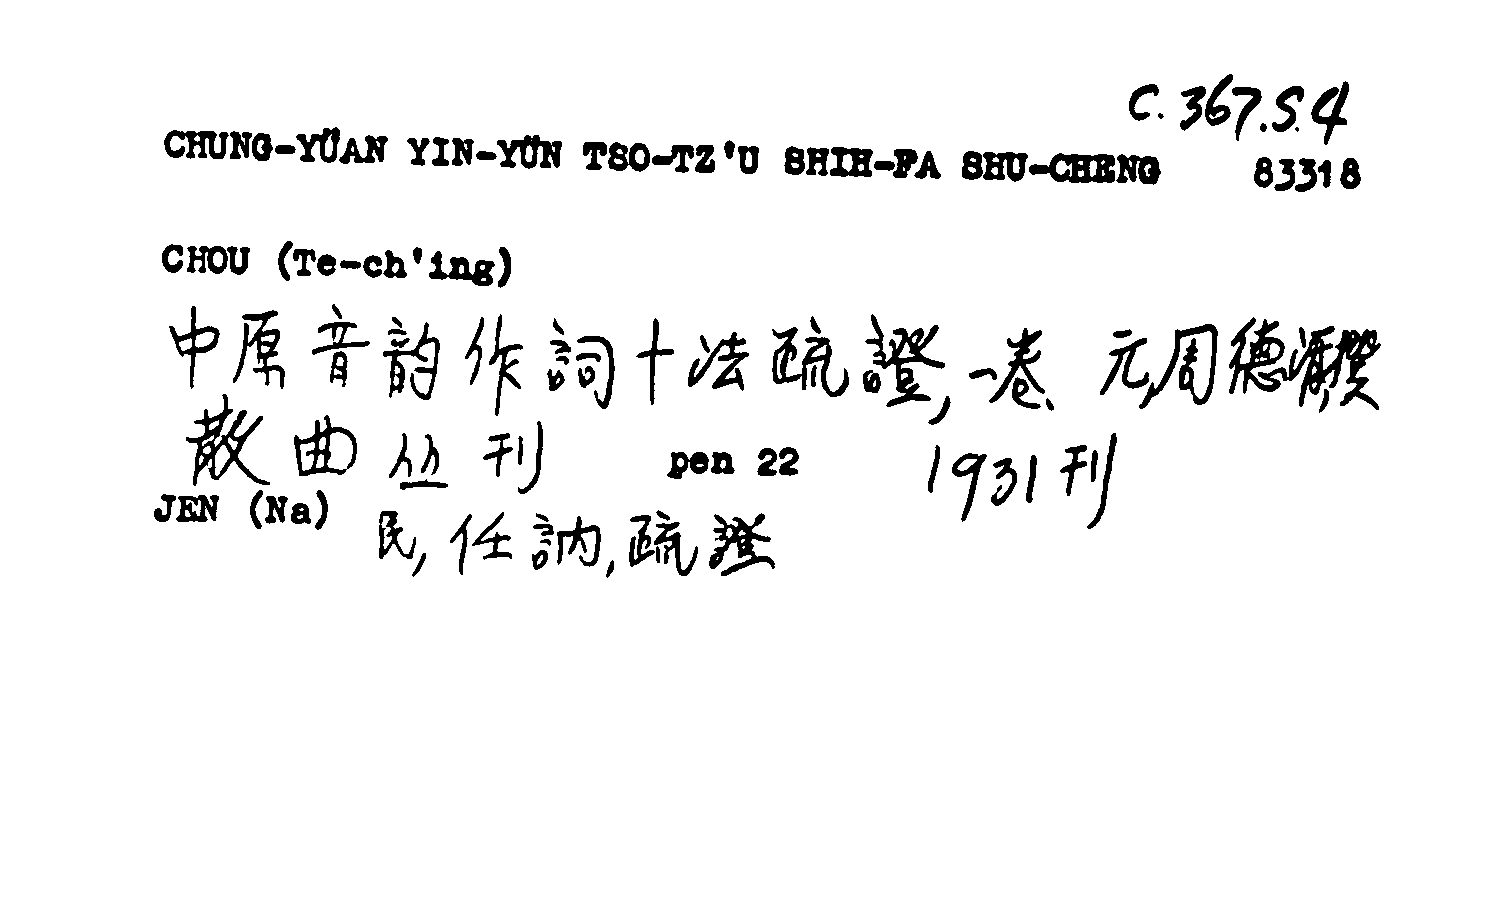 C. 367.S.4
CHUNG-YÜAN YIN-YÜN TSO-TZ'U SHIH-FA SHU-CHENG 83318
CHOU (Te-ch'ing)
中原音韵作詞十法疏證,一卷、元,周德清,撰
散曲丛刊 pen 22 1931刊
JEN (Na) 民,任訥,疏證